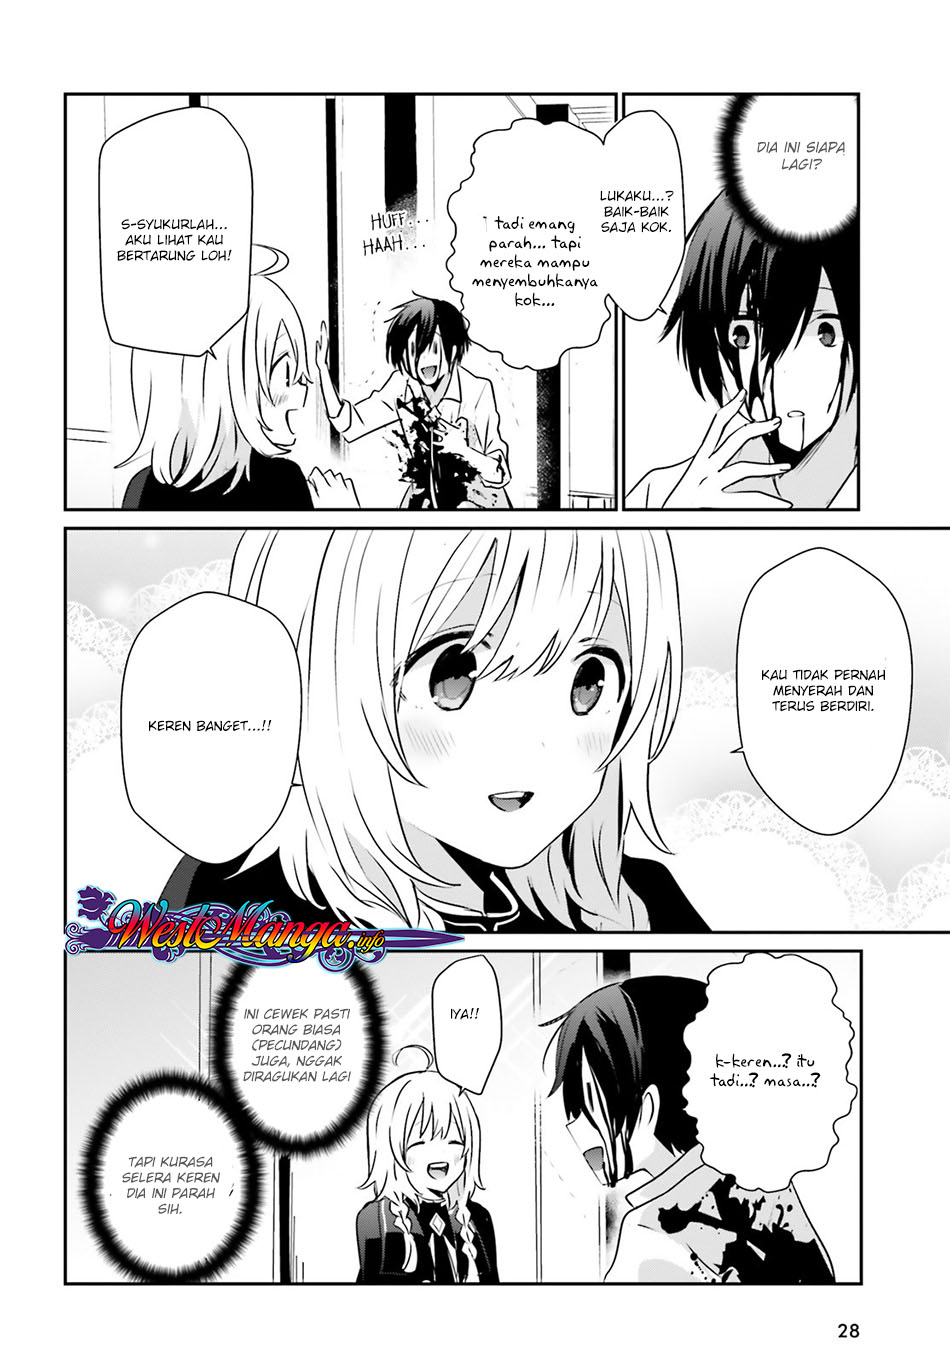 DIA INI SIAPA
LAGI?
LUKAKU...?
BAIK-BAIK
SAJA KOK.
tadi emang
parah... tapi
mereka mampu
menyembuhkanya
kok...
HUFF...
HAAH...
S-SYUKURLAH...
AKU LIHAT KAU
BERTARUNG LOH!
KAU TIDAK PERNAH
MENYERAH DAN
TERUS BERDIRI.
KEREN BANGET...!!
WestManga.info
k-keren...? itu
tadi...? masa...?
IYA!!
INI CEWEK PASTI
ORANG BIASA
(PECUNDANG)
JUGA, NGGAK
DIRAGUKAN LAGI
TAPI KURASA
SELERA KEREN
DIA INI PARAH
SIH.
28